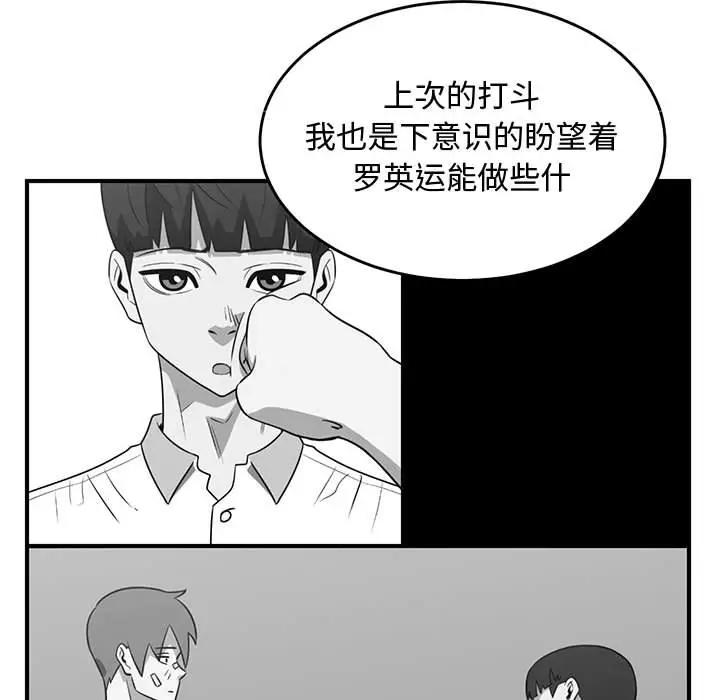 上次的打斗
我也是下意识的盼望着
罗英运能做些什